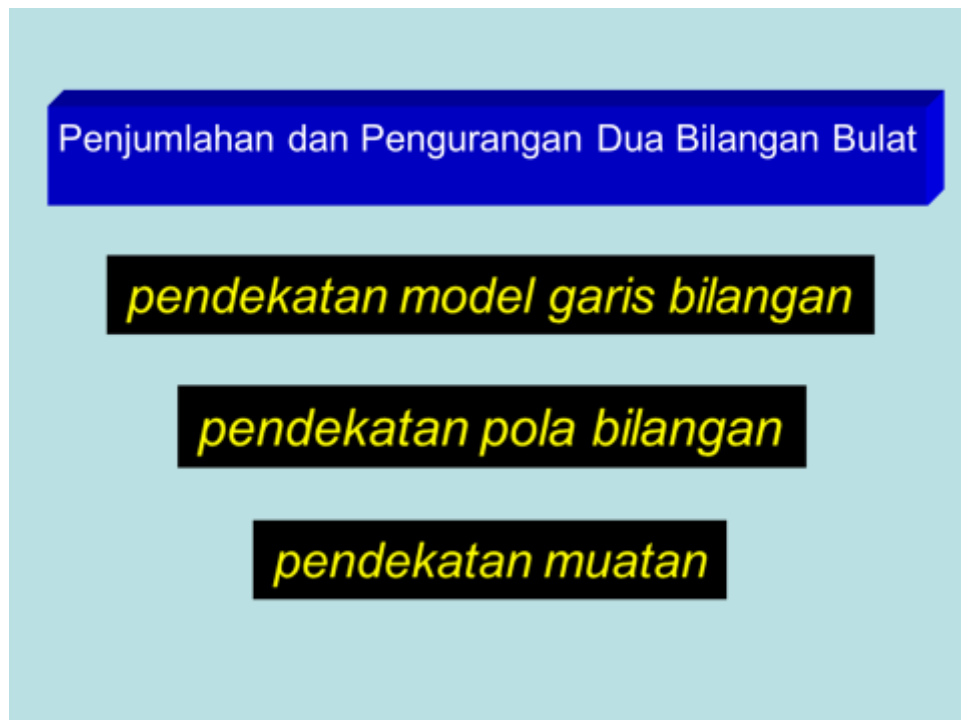 Penjumlahan dan Pengurangan Dua Bilangan Bulat
pendekatan model garis bilangan
pendekatan pola bilangan
pendekatan muatan